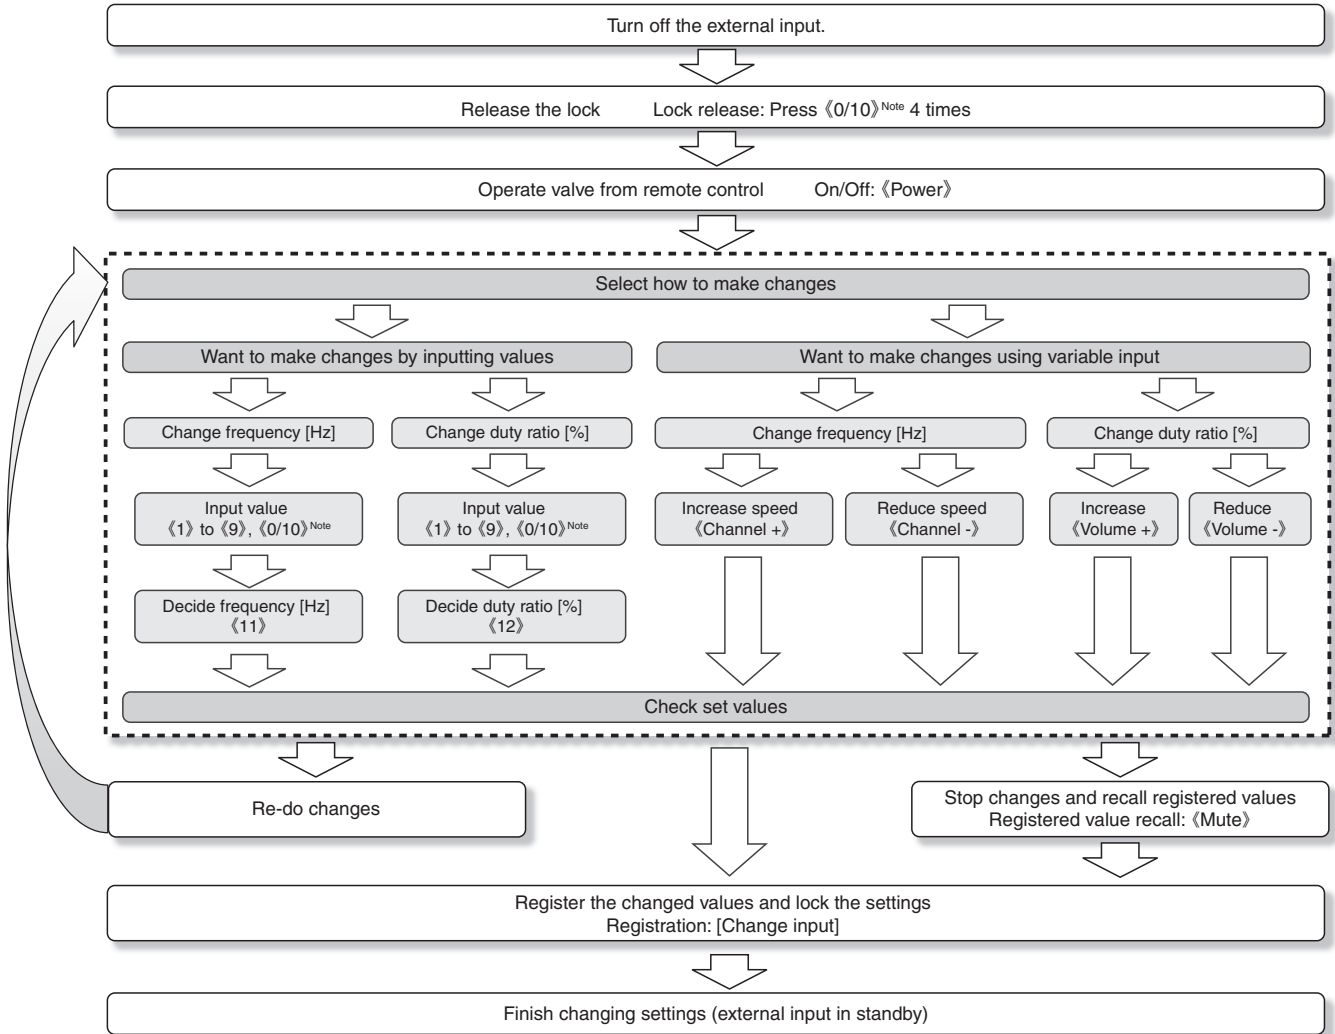 Turn off the external input.
Release the lock Lock release: Press 《0/10》Note 4 times
Operate valve from remote control On/Off: 《Power》
Select how to make changes
Want to make changes by inputting values
Want to make changes using variable input
Change frequency [Hz]
Change duty ratio [%]
Change frequency [Hz]
Change duty ratio [%]
Input value
《1》 to 《9》, 《0/10》Note
Input value
《1》 to 《9》, 《0/10》Note
Increase speed
《Channel +》
Reduce speed
《Channel -》
Increase
《Volume +》
Reduce
《Volume -》
Decide frequency [Hz]
《11》
Decide duty ratio [%]
《12》
Check set values
Re-do changes
Stop changes and recall registered values
Registered value recall: 《Mute》
Register the changed values and lock the settings
Registration: [Change input]
Finish changing settings (external input in standby)